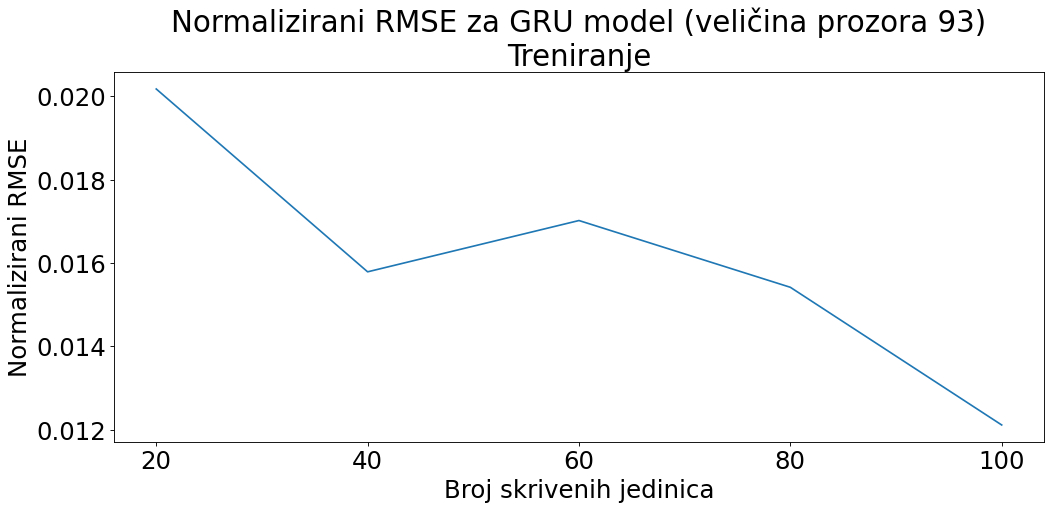 Normalizirani RMSE za GRU model (veličina prozora 93)
Treniranje
Normalizirani RMSE
0.020
0.018
0.016
0.014
0.012
20 40 60 80 100
Broj skrivenih jedinica